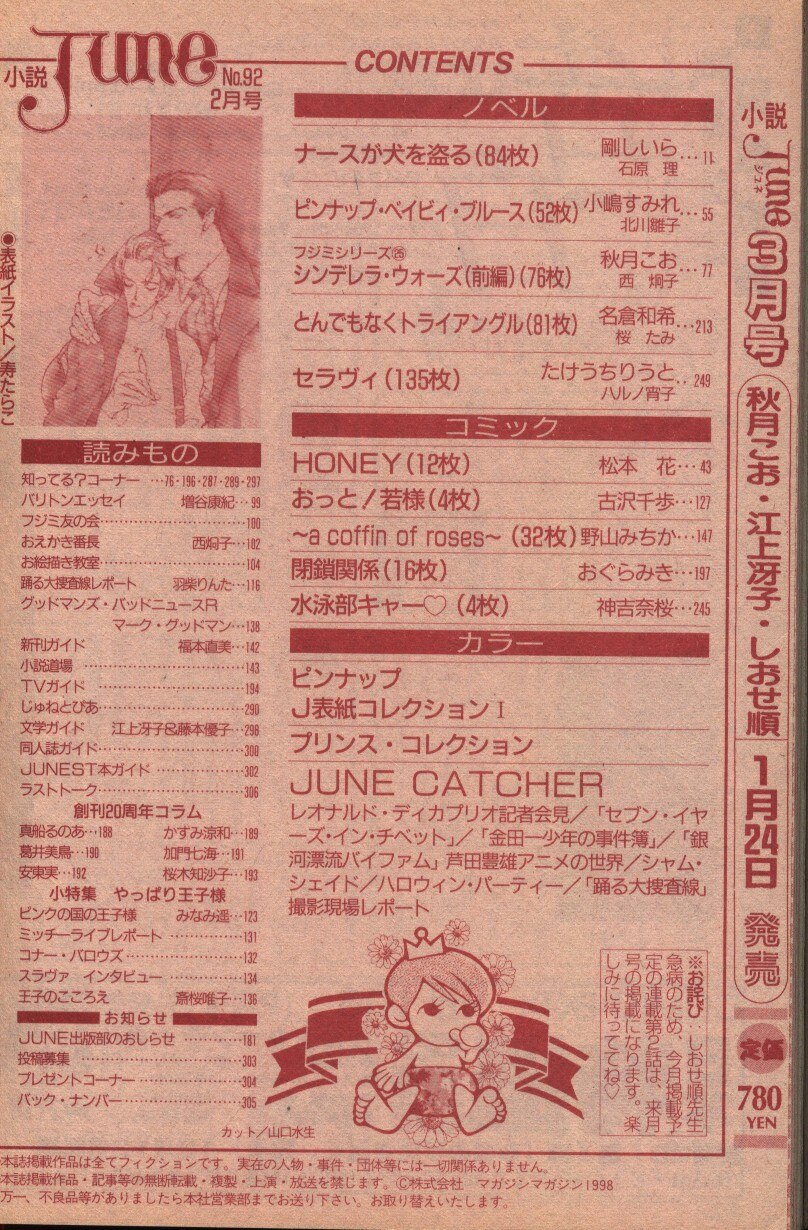 小説 June
No.92
2月号
●表紙イラスト/寿たらこ
CONTENTS
ノベル
ナースが犬を盗る(84枚) 剛しいら…11
石原 理
ピンナップ・ベイビィ・ブルース(52枚) 小嶋すみれ…55
北川雛子
フジミシリーズ㉕
シンデレラ・ウォーズ(前編)(76枚) 秋月こお…77
西 炯子
とんでもなくトライアングル(81枚) 名倉和希…213
桜 たみ
セラヴィ(135枚) たけうちりうと…249
ハルノ宵子
コミック
HONEY(12枚) 松本 花…43
おっと!若様(4枚) 古沢千歩…127
~a coffin of roses~ (32枚) 野山みちか…147
閉鎖関係(16枚) おぐらみき…197
水泳部キャー♡(4枚) 神吉奈桜…245
カラー
ピンナップ
J表紙コレクションⅠ
プリンス・コレクション
JUNE CATCHER
レオナルド・ディカプリオ記者会見/「セブン・イヤ
ーズ・イン・チベット」/「金田一少年の事件簿」/「銀
河漂流バイファム」芦田豊雄アニメの世界/シャム・
シェイド/ハロウィン・パーティー/「踊る大捜査線」
撮影現場レポート
読みもの
知ってる?コーナー …76・196・287・289・297
バリトンエッセイ 増谷康紀…99
フジミ友の会…100
おえかき番長 西炯子…102
お絵描き教室…104
踊る大捜査線レポート 羽柴りんた…116
グッドマンズ・バッドニュースR
マーク・グッドマン…138
新刊ガイド 福本直美…142
小説道場 …143
TVガイド …194
じゅねとぴあ…290
文学ガイド 江上冴子&藤本優子…298
同人誌ガイド…300
JUNEST本ガイド …302
ラストトーク…306
創刊20周年コラム
真船るのあ…188 かすみ涼和…189
葛井美鳥…190 加門七海…191
安東実…192 桜木知沙子…193
小特集 やっぱり王子様
ピンクの国の王子様 みなみ遥…123
ミッチーライブレポート …131
コナー・バロウズ…132
スラヴァ インタビュー …134
王子のこころえ 斎桜唯子…136
お知らせ
JUNE出版部のおしらせ …181
投稿募集 …303
プレゼントコーナー…304
バック・ナンバー…305
カット/山口水生
※お詫び…しおせ順先生
急病のため、今月掲載予
定の連載第2話は、来月
号の掲載になります。楽
しみに待っててね♡
小説June
ジュネ
3月号
秋月こお・江上冴子・しおせ順
1月24日 発売
定価
780
YEN
本誌掲載作品は全てフィクションです。実在の人物・事件・団体等には一切関係ありません。
本誌掲載作品・記事等の無断転載・複製・上演・放送を禁じます。©株式会社 マガジンマガジン1998
万一、不良品等がありましたら本社営業部までお送り下さい。お取り替えいたします。